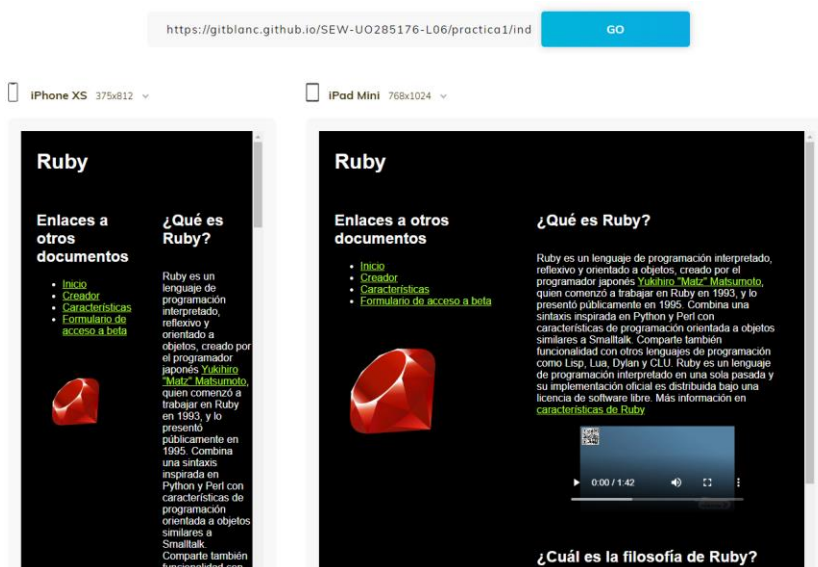 https://gitblanc.github.io/SEW-UO285176-L06/practica1/ind
GO
iPhone XS 375x812
Ruby
Enlaces a
otros
documentos
Inicio
Creador
Características
Formulario de
acceso a beta
¿Qué es
Ruby?
Ruby es un
lenguaje de
programación
interpretado,
reflexivo y
orientado a
objetos, creado por
el programador
japonés Yukihiro
"Matz" Matsumoto,
quien comenzó a
trabajar en Ruby
en 1993, y lo
presentó
públicamente en
1995. Combina
una sintaxis
inspirada en
Python y Perl con
características de
programación
orientada a objetos
similares a
Smalltalk.
Comparte también
funcionalidad con
iPad Mini 768x1024
Ruby
Enlaces a otros
documentos
Inicio
Creador
Características
Formulario de acceso a beta
¿Qué es Ruby?
Ruby es un lenguaje de programación interpretado,
reflexivo y orientado a objetos, creado por el
programador japonés Yukihiro "Matz" Matsumoto,
quien comenzó a trabajar en Ruby en 1993, y lo
presentó públicamente en 1995. Combina una
sintaxis inspirada en Python y Perl con
características de programación orientada a objetos
similares a Smalltalk. Comparte también
funcionalidad con otros lenguajes de programación
como Lisp, Lua, Dylan y CLU. Ruby es un lenguaje
de programación interpretado en una sola pasada y
su implementación oficial es distribuida bajo una
licencia de software libre. Más información en
características de Ruby
0:00 / 1:42
¿Cuál es la filosofía de Ruby?